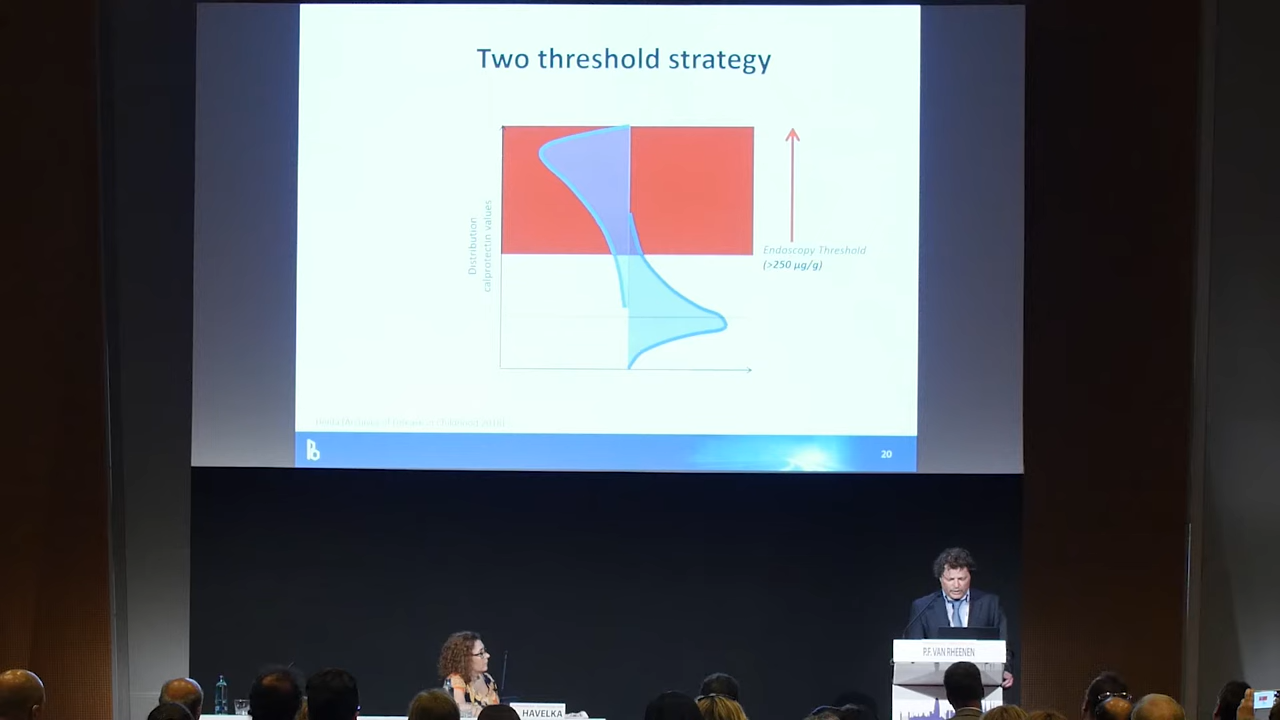 Two threshold strategy
Distribution
calprotectin values
Endoscopy Threshold
(>250 µg/g)
20
P.F. VAN RHEENEN
HAVELKA